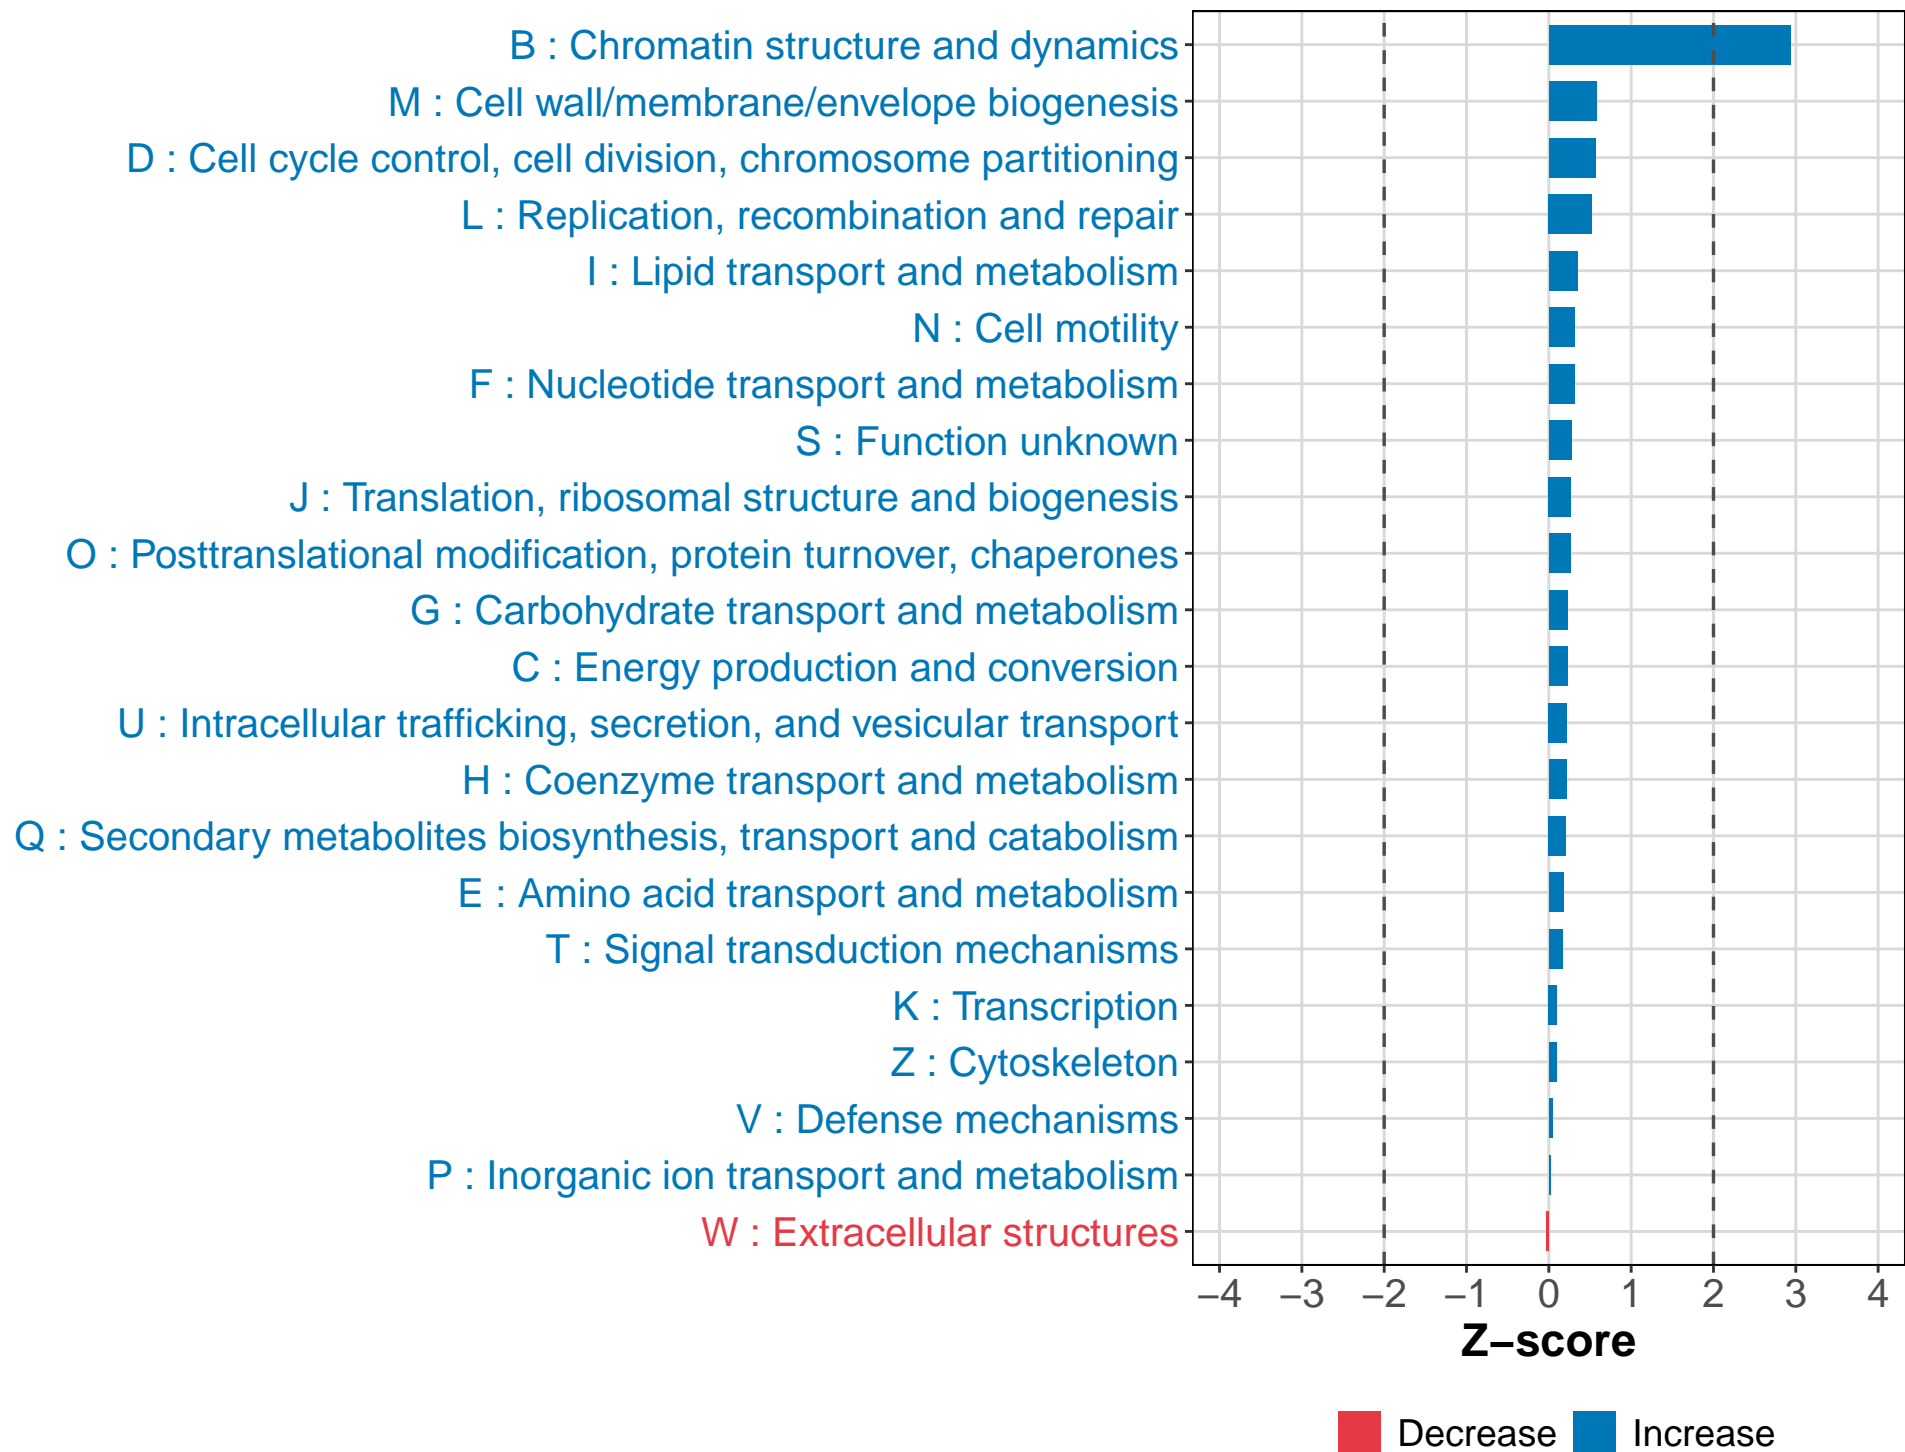 B : Chromatin structure and dynamics
M : Cell wall/membrane/envelope biogenesis
D : Cell cycle control, cell division, chromosome partitioning
L : Replication, recombination and repair
I : Lipid transport and metabolism
N : Cell motility
F : Nucleotide transport and metabolism
S : Function unknown
J : Translation, ribosomal structure and biogenesis
O : Posttranslational modification, protein turnover, chaperones
G : Carbohydrate transport and metabolism
C : Energy production and conversion
U : Intracellular trafficking, secretion, and vesicular transport
H : Coenzyme transport and metabolism
Q : Secondary metabolites biosynthesis, transport and catabolism
E : Amino acid transport and metabolism
T : Signal transduction mechanisms
K : Transcription
Z : Cytoskeleton
V : Defense mechanisms
P : Inorganic ion transport and metabolism
W : Extracellular structures
−4 −3 −2 −1 0 1 2 3 4
Z−score
Decrease Increase